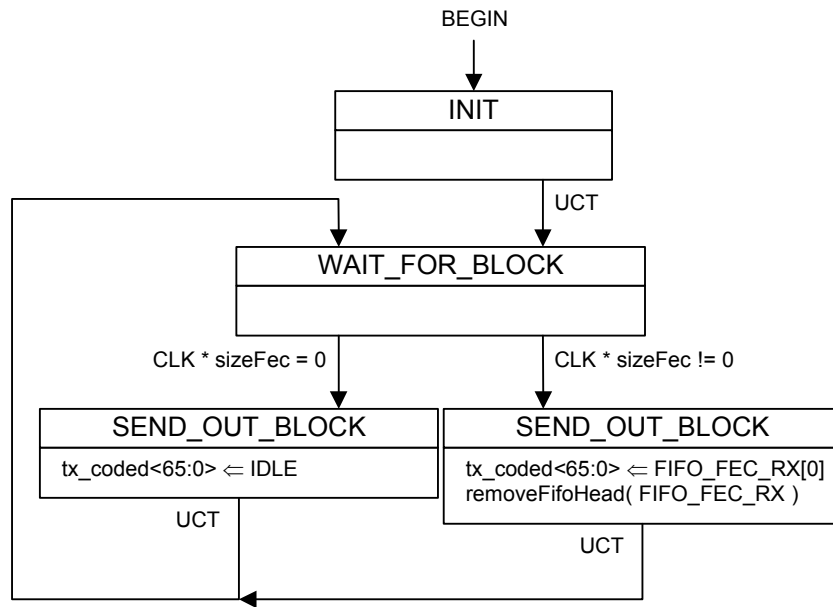 BEGIN
INIT
UCT
WAIT_FOR_BLOCK
CLK * sizeFec = 0
CLK * sizeFec != 0
SEND_OUT_BLOCK
tx_coded<65:0> ⇐ IDLE
UCT
SEND_OUT_BLOCK
tx_coded<65:0> ⇐ FIFO_FEC_RX[0]
removeFifoHead( FIFO_FEC_RX )
UCT